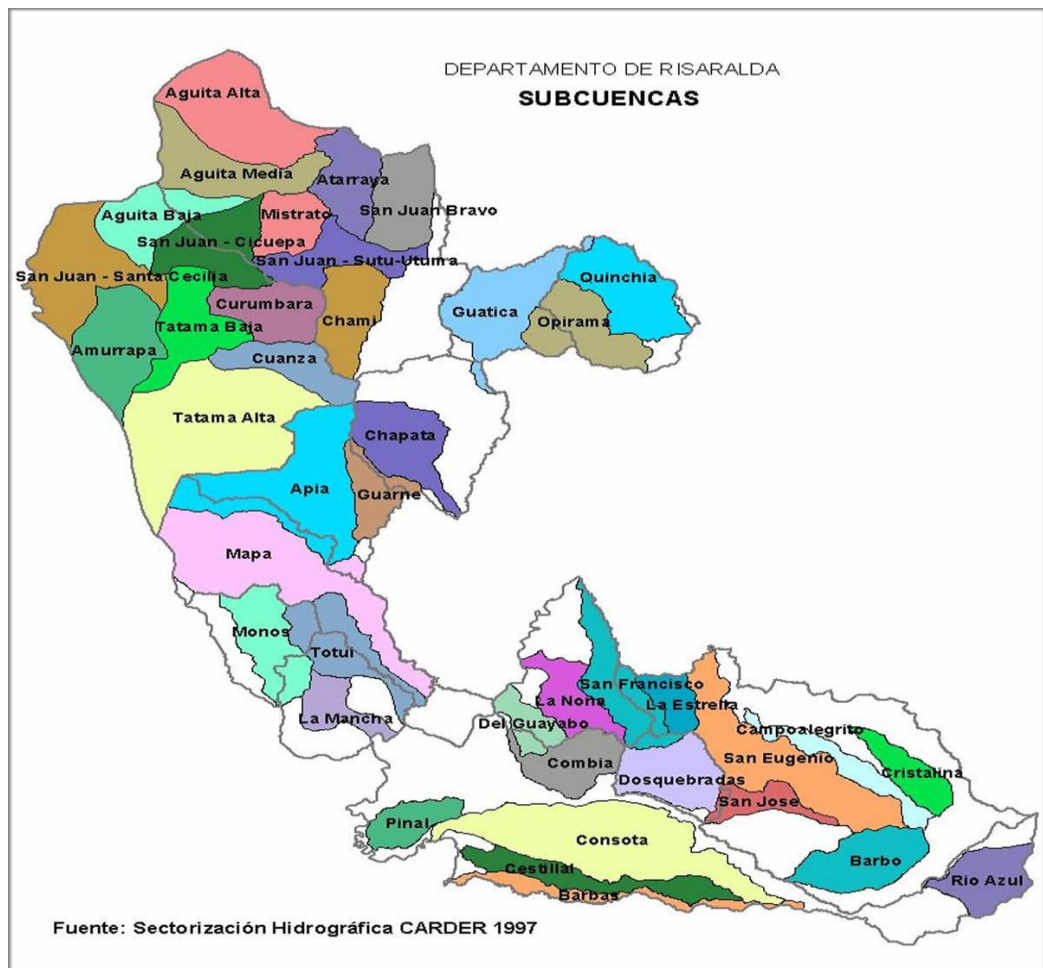 DEPARTAMENTO DE RISARALDA
SUBCUENCAS
Aguita Alta
Aguita Media
Atarraya
Aguita Baja
Mistrato
San Juan Bravo
San Juan - Cicuepa
San Juan - Sutu-Utuma
San Juan - Santa Cecilia
Quinchia
Curumbara
Guatica
Chami
Opirama
Tatama Baja
Amurrapa
Cuanza
Tatama Alta
Chapata
Apia
Guarne
Mapa
Monos
Totui
San Francisco
La Nona
La Estrella
La Mancha
Del Guayabo
Campoalegrito
San Eugenio
Combia
Cristalina
Dosquebradas
San Jose
Pinal
Consota
Barbo
Cestillal
Rio Azul
Barbas
Fuente: Sectorización Hidrográfica CARDER 1997